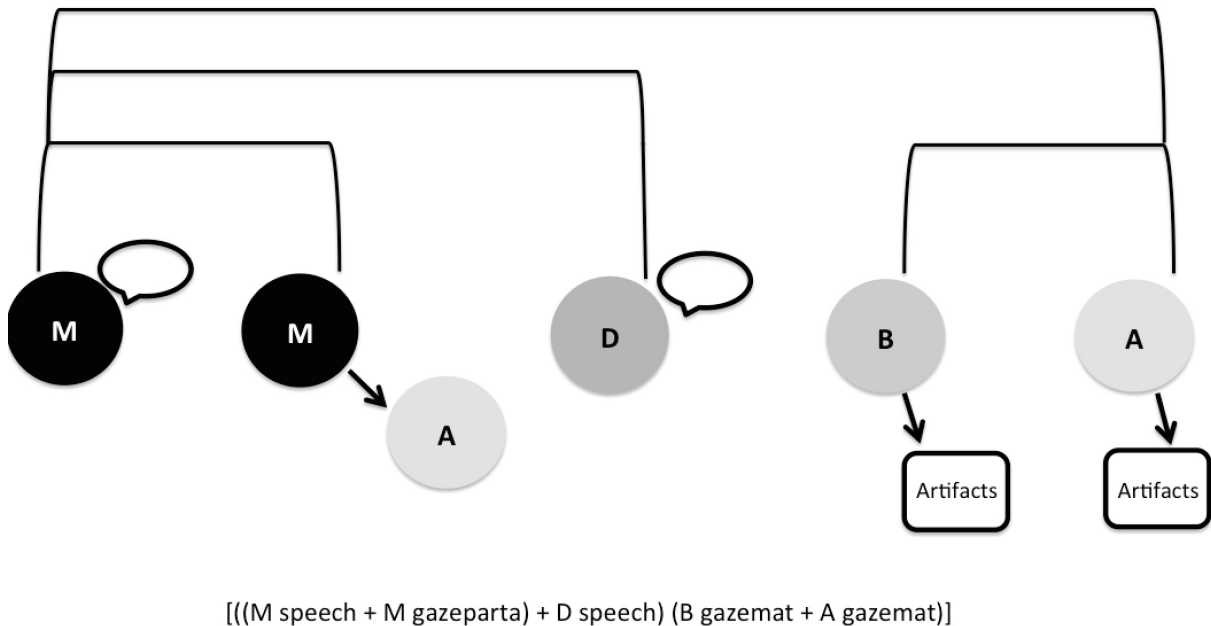 M
M
D
B
A
A
Artifacts
Artifacts
[((M speech + M gazeparta) + D speech) (B gazemat + A gazemat)]